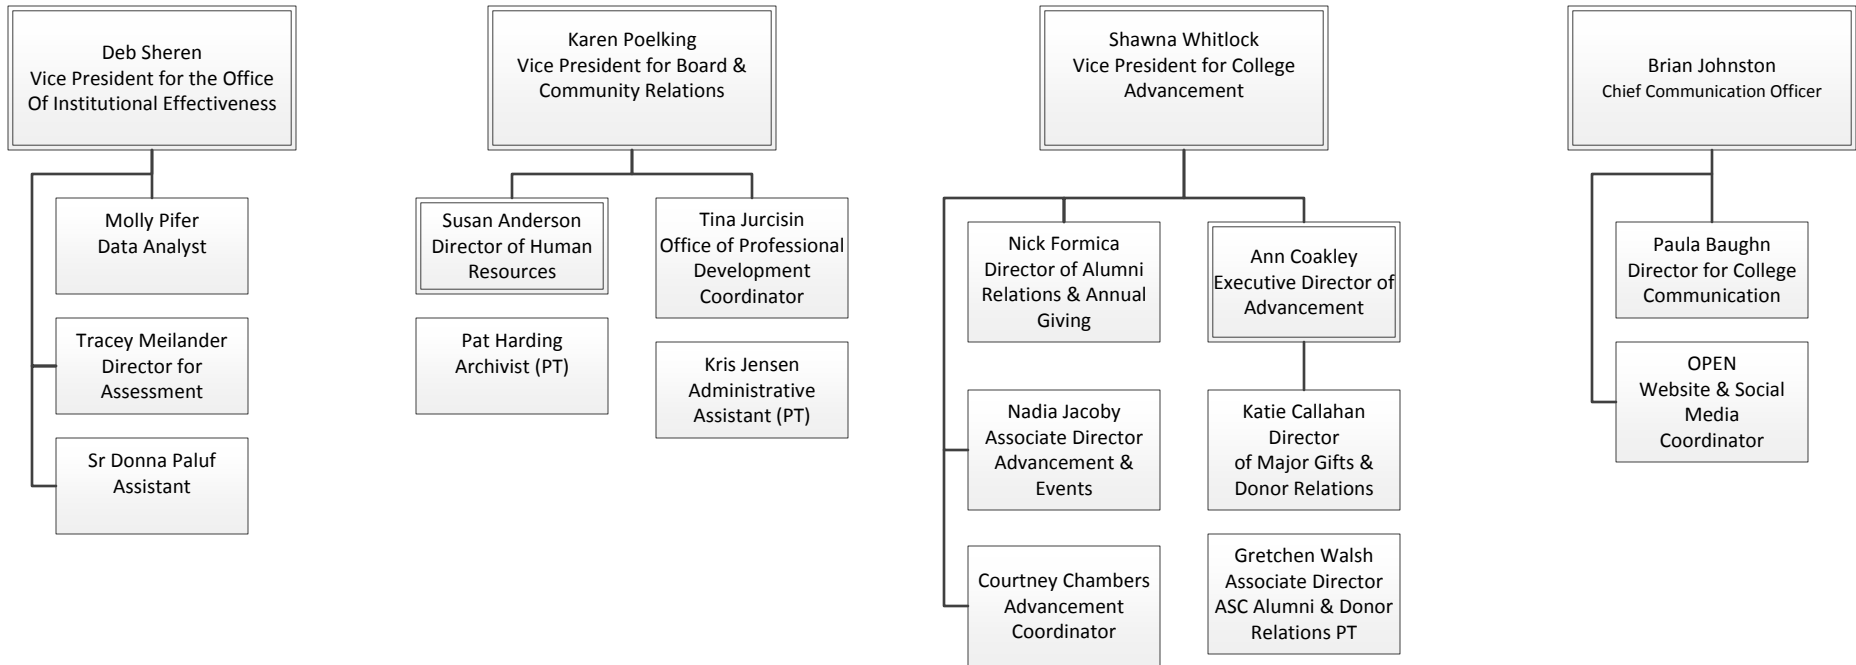 Deb Sheren
Vice President for the Office
Of Institutional Effectiveness
Molly Pifer
Data Analyst
Tracey Meilander
Director for
Assessment
Sr Donna Paluf
Assistant
Karen Poelking
Vice President for Board &
Community Relations
Susan Anderson
Director of Human
Resources
Pat Harding
Archivist (PT)
Tina Jurcisin
Office of Professional
Development
Coordinator
Kris Jensen
Administrative
Assistant (PT)
Shawna Whitlock
Vice President for College
Advancement
Nick Formica
Director of Alumni
Relations & Annual
Giving
Nadia Jacoby
Associate Director
Advancement &
Events
Courtney Chambers
Advancement
Coordinator
Ann Coakley
Executive Director of
Advancement
Katie Callahan
Director
of Major Gifts &
Donor Relations
Gretchen Walsh
Associate Director
ASC Alumni & Donor
Relations PT
Brian Johnston
Chief Communication Officer
Paula Baughn
Director for College
Communication
OPEN
Website & Social
Media
Coordinator